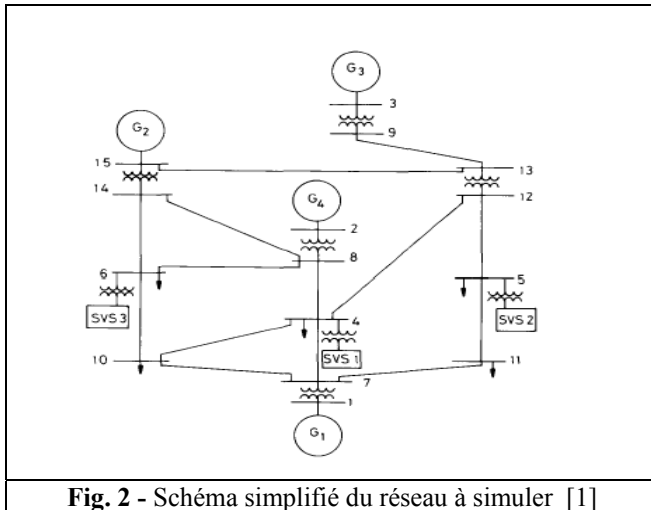 G3
3
9
G2
15
13
14
12
G4
2
8
6
5
SVS 3
4
SVS 2
SVS 1
10
7
11
1
G1
Fig. 2 - Schéma simplifié du réseau à simuler [1]